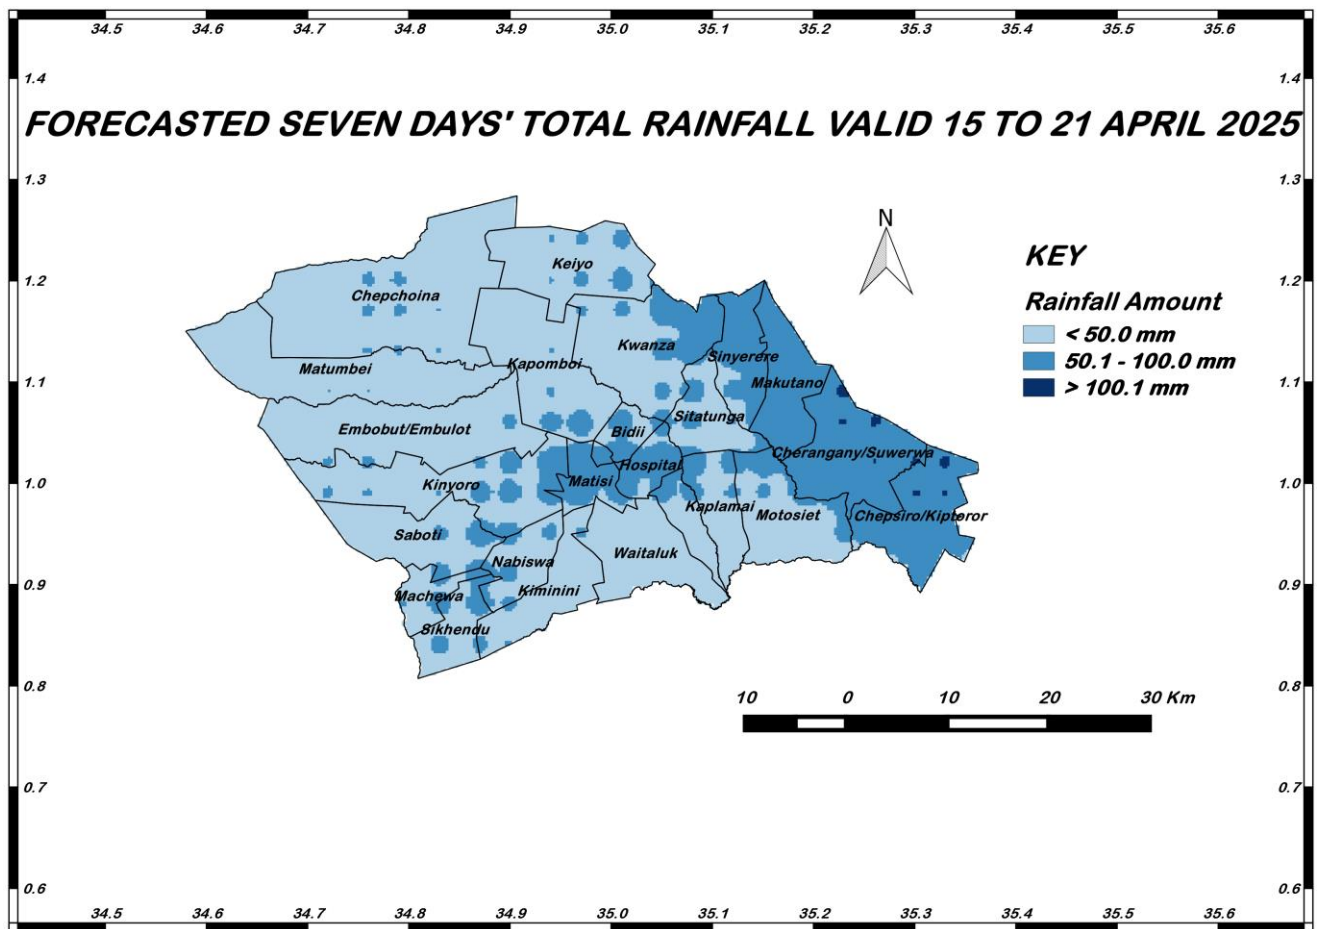 34.5 34.6 34.7 34.8 34.9 35.0 35.1 35.2 35.3 35.4 35.5 35.6
1.4 1.4
FORECASTED SEVEN DAYS' TOTAL RAINFALL VALID 15 TO 21 APRIL 2025
1.3 1.3
N
KEY
Rainfall Amount
< 50.0 mm
50.1 - 100.0 mm
> 100.1 mm
Keiyo
1.2 1.2
Chepchoina
Kwanza
Sinyerere
Kapomboi
Matumbei
Makutano
1.1 1.1
Sitatunga
Embobut/Embulot
Bidii
Cherangany/Suwerwa
Hospital
Kinyoro
Matisi
1.0 1.0
Kaplamai
Motosiet
Chepsiro/Kiptoror
Saboti
Waitaluk
Nabiswa
Kiminini
0.9 0.9
Machewa
Sikhendu
0.8 0.8
10 0 10 20 30 Km
0.7 0.7
0.6 0.6
34.5 34.6 34.7 34.8 34.9 35.0 35.1 35.2 35.3 35.4 35.5 35.6